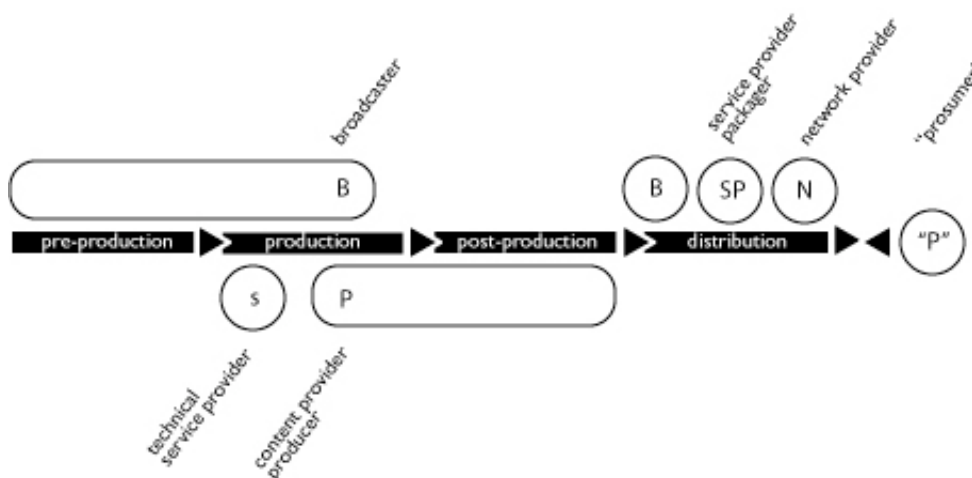 broadcaster
service provider
packager
network provider
"prosumer
B
B
SP
N
pre-production
production
post-production
distribution
"P"
s
P
technical
service provider
content provider
producer